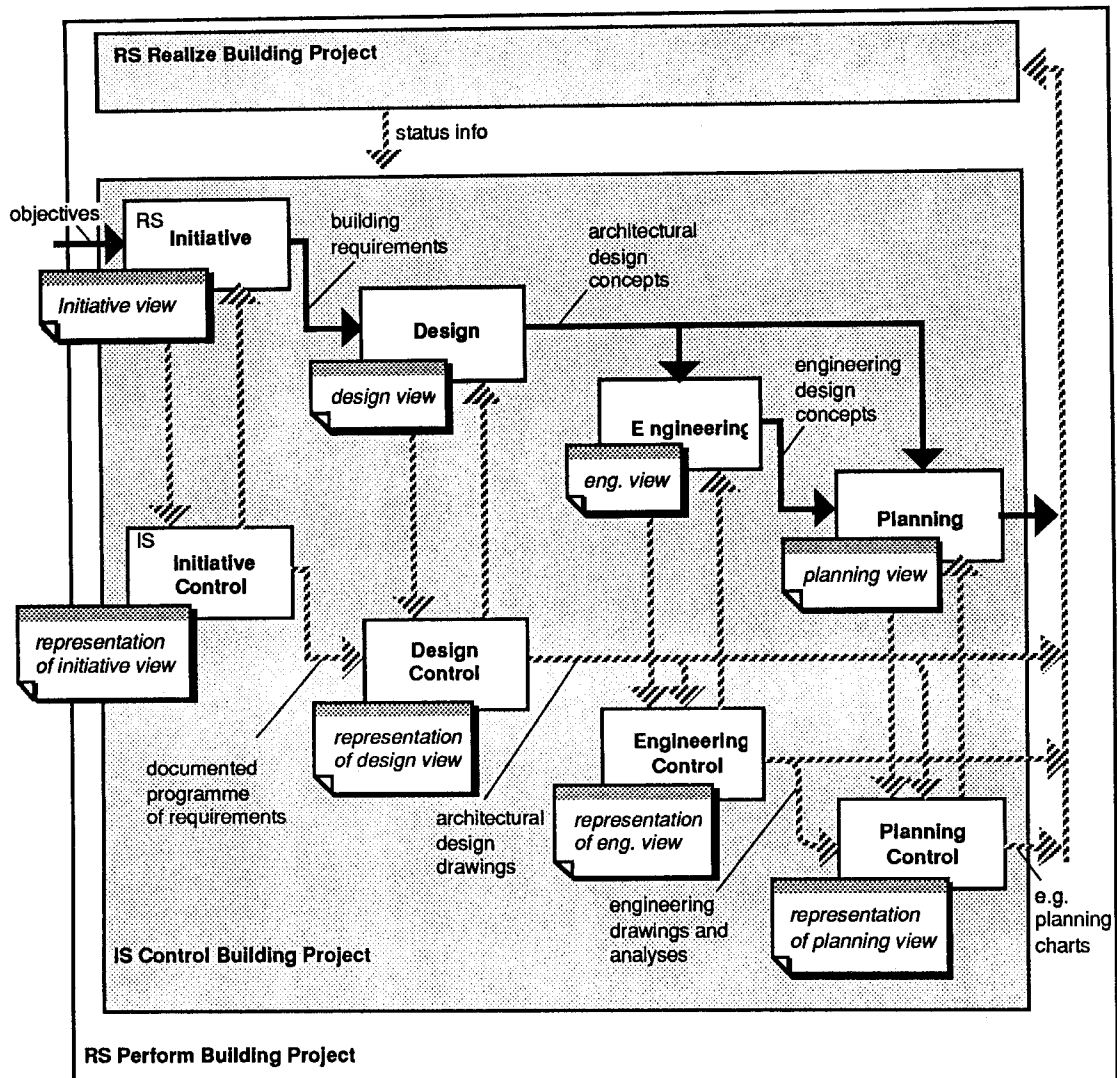 RS Realize Building Project
status info
objectives
RS
Initiative
building
requirements
architectural
design
concepts
Initiative view
Design
design view
engineering
design
concepts
Engineering
eng. view
Planning
planning view
IS
Initiative
Control
representation
of initiative view
Design
Control
representation
of design view
Engineering
Control
representation
of eng. view
documented
programme
of requirements
architectural
design
drawings
Planning
Control
representation
of planning view
engineering
drawings and
analyses
e.g.
planning
charts
IS Control Building Project
RS Perform Building Project